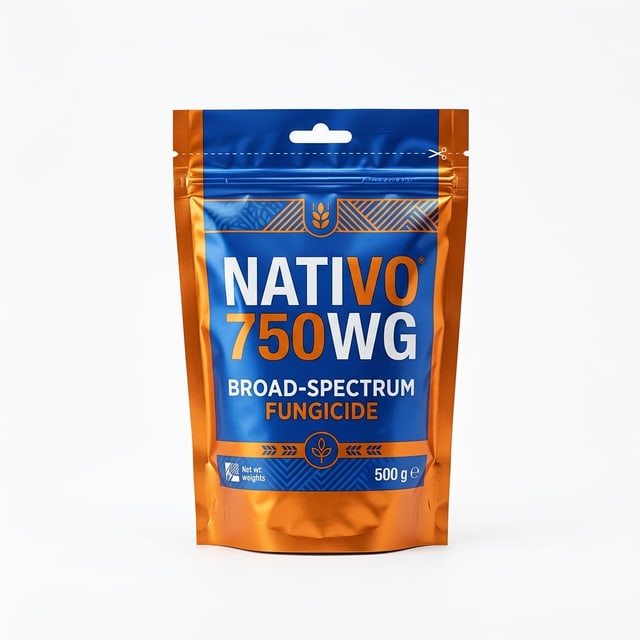 NATIVO®
750WG
BROAD-SPECTRUM
FUNGICIDE
Net wt:
weights
500 g ℮